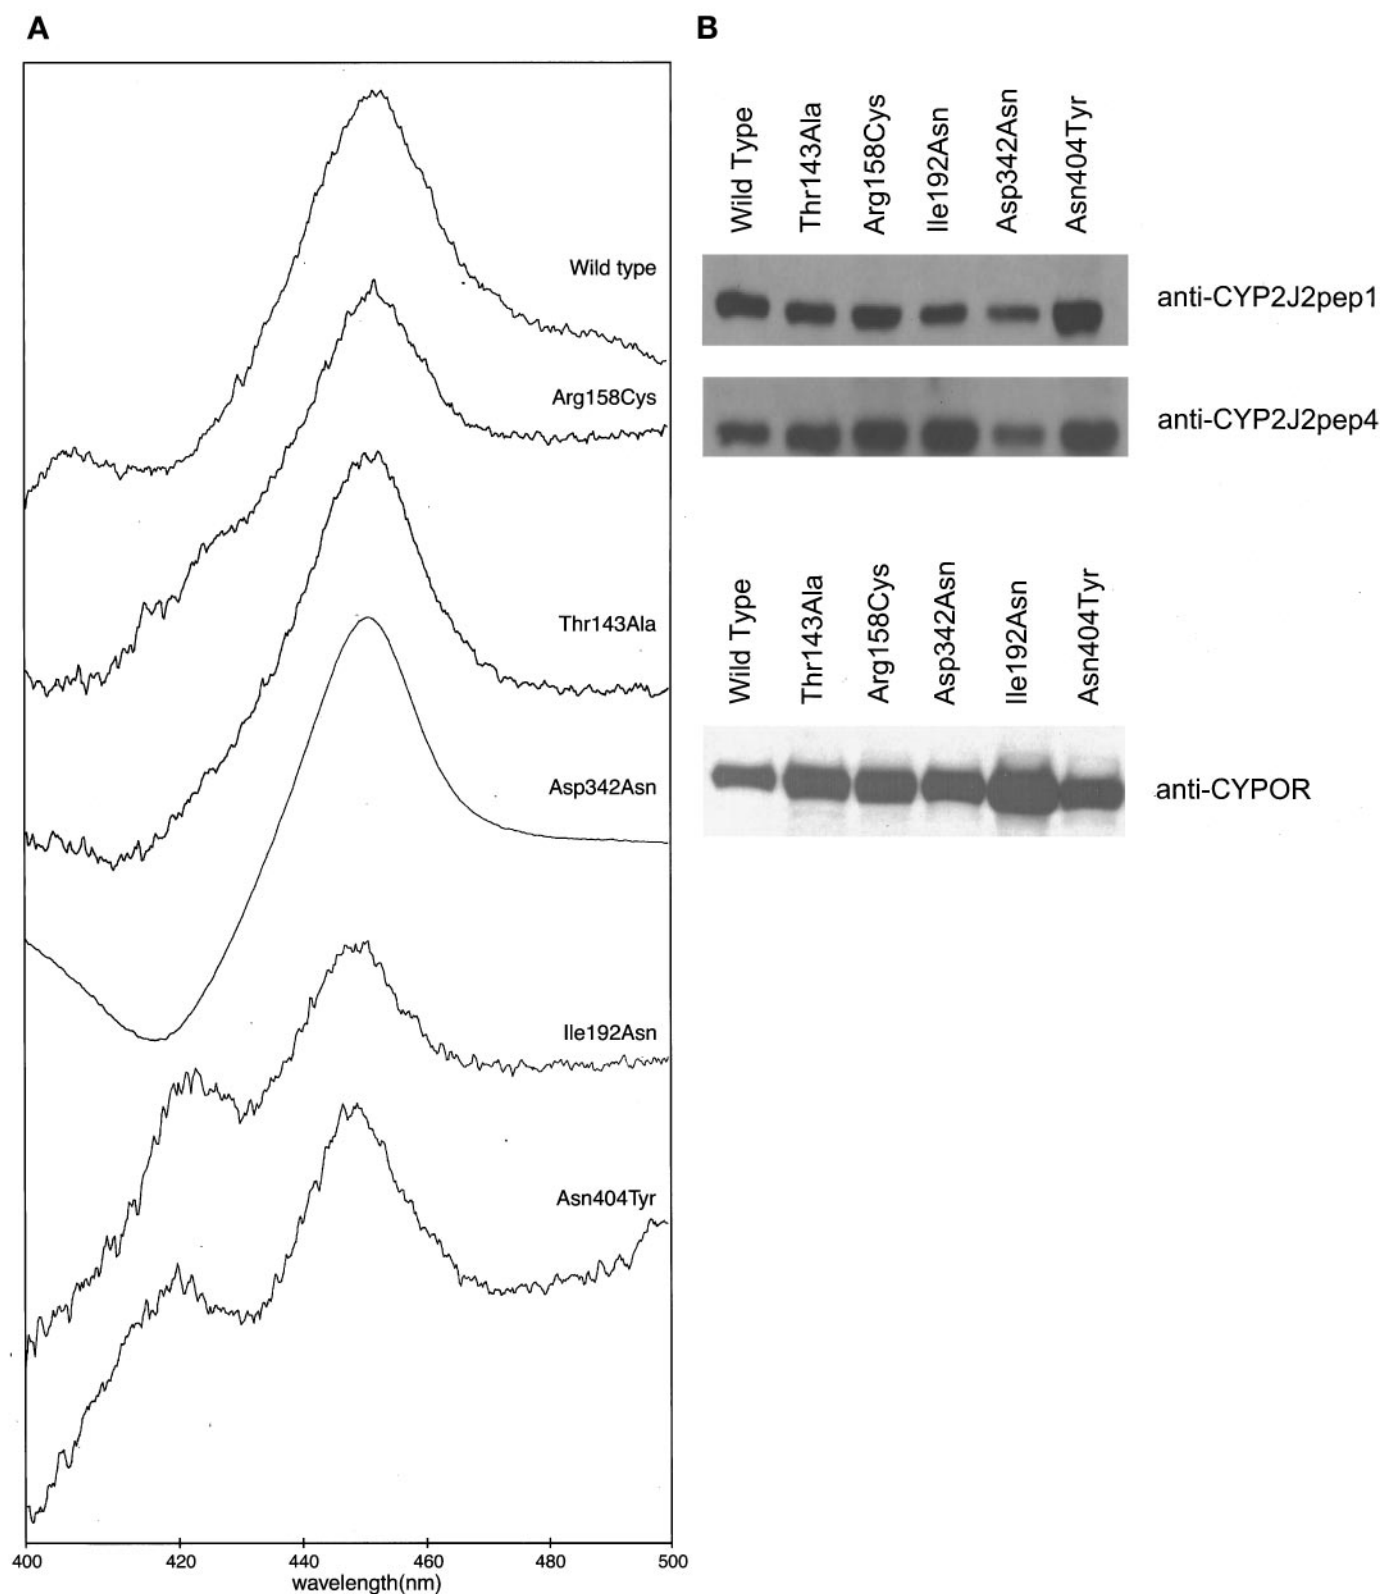 A
Wild type
Arg158Cys
Thr143Ala
Asp342Asn
Ile192Asn
Asn404Tyr
400 420 440 460 480 500
wavelength(nm)
B
Wild Type
Thr143Ala
Arg158Cys
Ile192Asn
Asp342Asn
Asn404Tyr
anti-CYP2J2pep1
anti-CYP2J2pep4
Wild Type
Thr143Ala
Arg158Cys
Asp342Asn
Ile192Asn
Asn404Tyr
anti-CYPOR